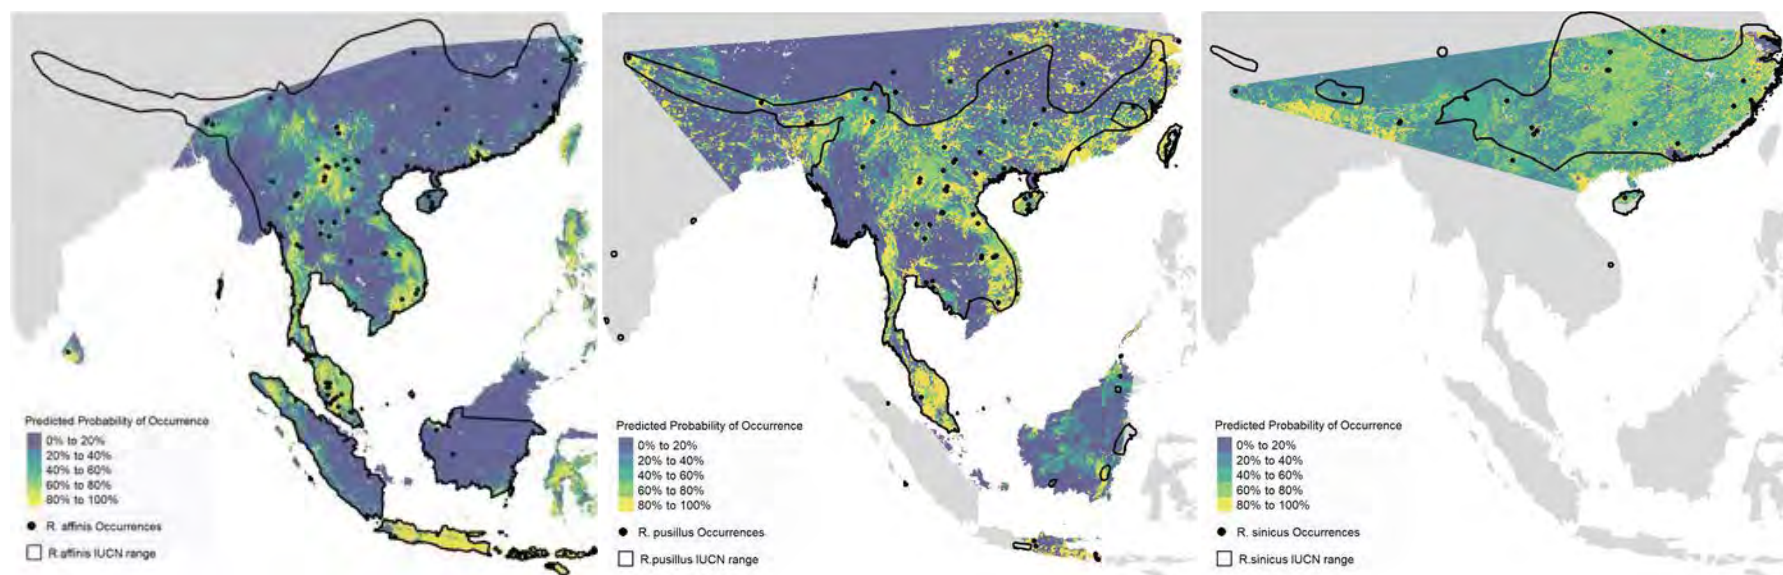 Predicted Probability of Occurrence
0% to 20%
20% to 40%
40% to 60%
60% to 80%
80% to 100%
R. affinis Occurrences
R.affinis IUCN range
Predicted Probability of Occurrence
0% to 20%
20% to 40%
40% to 60%
60% to 80%
80% to 100%
R. pusillus Occurrences
R.pusillus IUCN range
Predicted Probability of Occurrence
0% to 20%
20% to 40%
40% to 60%
60% to 80%
80% to 100%
R. sinicus Occurrences
R.sinicus IUCN range